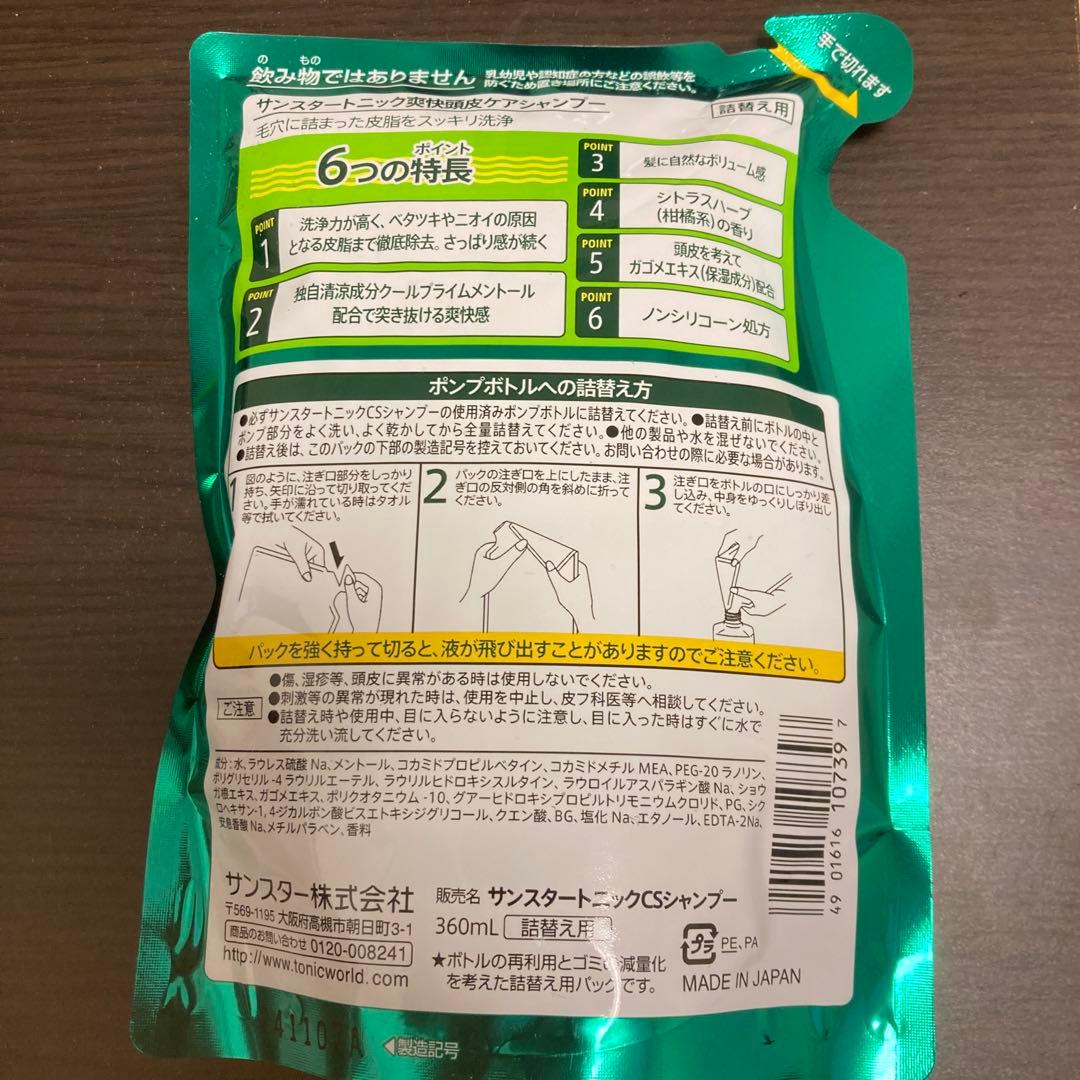 手で切れます
の もの
飲み物ではありません 乳幼児や認知症の方などの誤飲等を
防ぐため置き場所にご注意ください。
サンスタートニック爽快頭皮ケアシャンプー 詰替え用
毛穴に詰まった皮脂をスッキリ洗浄
ポイント
6つの特長
POINT
1
洗浄力が高く、ベタツキやニオイの原因
となる皮脂まで徹底除去。さっぱり感が続く
POINT
2
独自清涼成分クールプライムメントール
配合で突き抜ける爽快感
POINT
3
髪に自然なボリューム感
POINT
4
シトラスハーブ
(柑橘系)の香り
POINT
5
頭皮を考えて
ガゴメエキス(保湿成分)配合
POINT
6
ノンシリコーン処方
ポンプボトルへの詰替え方
●必ずサンスタートニックCSシャンプーの使用済みポンプボトルに詰替えてください。●詰替え前にボトルの中と
ポンプ部分をよく洗い、よく乾かしてから全量詰替えてください。●他の製品や水を混ぜないでください。
●詰替え後は、このパックの下部の製造記号を控えておいてください。お問い合わせの際に必要な場合があります。
1
図のように、注ぎ口部分をしっかり
持ち、矢印に沿って切り取ってくだ
さい。手が濡れている時はタオル
等で拭いてください。
2
パックの注ぎ口を上にしたまま、注
ぎ口の反対側の角を斜めに折って
ください。
3
注ぎ口をボトルの口にしっかり差
し込み、中身をゆっくりしぼり出し
てください。
パックを強く持って切ると、液が飛び出すことがありますのでご注意ください。
ご注意
●傷、湿疹等、頭皮に異常がある時は使用しないでください。
●刺激等の異常が現れた時は、使用を中止し、皮フ科医等へ相談してください。
●詰替え時や使用中、目に入らないように注意し、目に入った時はすぐに水で
充分洗い流してください。
成分:水、ラウレス硫酸Na、メントール、コカミドプロピルベタイン、コカミドメチルMEA、PEG-20ラノリン、
ポリグリセリル-4ラウリルエーテル、ラウリルヒドロキシスルタイン、ラウロイルアスパラギン酸Na、ショウ
ガ根エキス、ガゴメエキス、ポリクオタニウム-10、グアーヒドロキシプロピルトリモニウムクロリド、PG、シク
ロヘキサン-1,4-ジカルボン酸ビスエトキシジグリコール、クエン酸、BG、塩化Na、エタノール、EDTA-2Na、
安息香酸Na、メチルパラベン、香料
4 901616 107397
サンスター株式会社
〒569-1195 大阪府高槻市朝日町3-1
商品のお問い合わせ 0120-008241
http://www.tonicworld.com
販売名 サンスタートニックCSシャンプー
360mL 詰替え用
★ボトルの再利用とゴミの減量化
を考えた詰替え用パックです。
プラ PE、PA
MADE IN JAPAN
◀製造記号